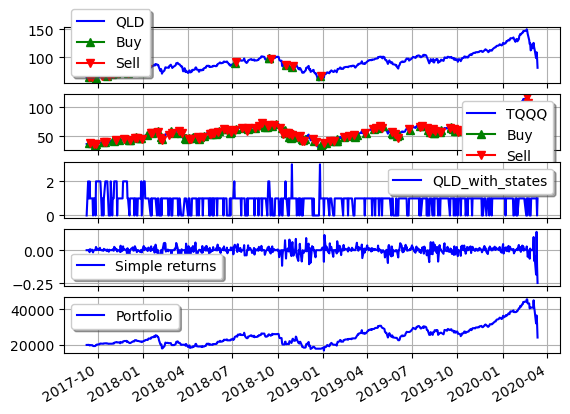 150
100
QLD
Buy
Sell
100
50
TQQQ
Buy
Sell
2
0
QLD_with_states
0.00
−0.25
Simple returns
40000
20000
Portfolio
2017-10
2018-01
2018-04
2018-07
2018-10
2019-01
2019-04
2019-07
2019-10
2020-01
2020-04